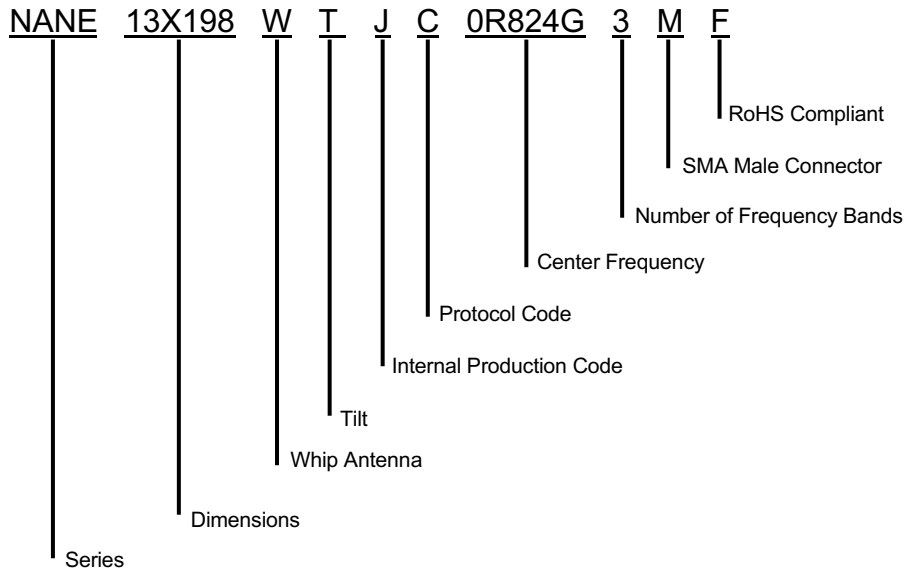 NANE 13X198 W T J C 0R824G 3 M F
RoHS Compliant
SMA Male Connector
Number of Frequency Bands
Center Frequency
Protocol Code
Internal Production Code
Tilt
Whip Antenna
Dimensions
Series